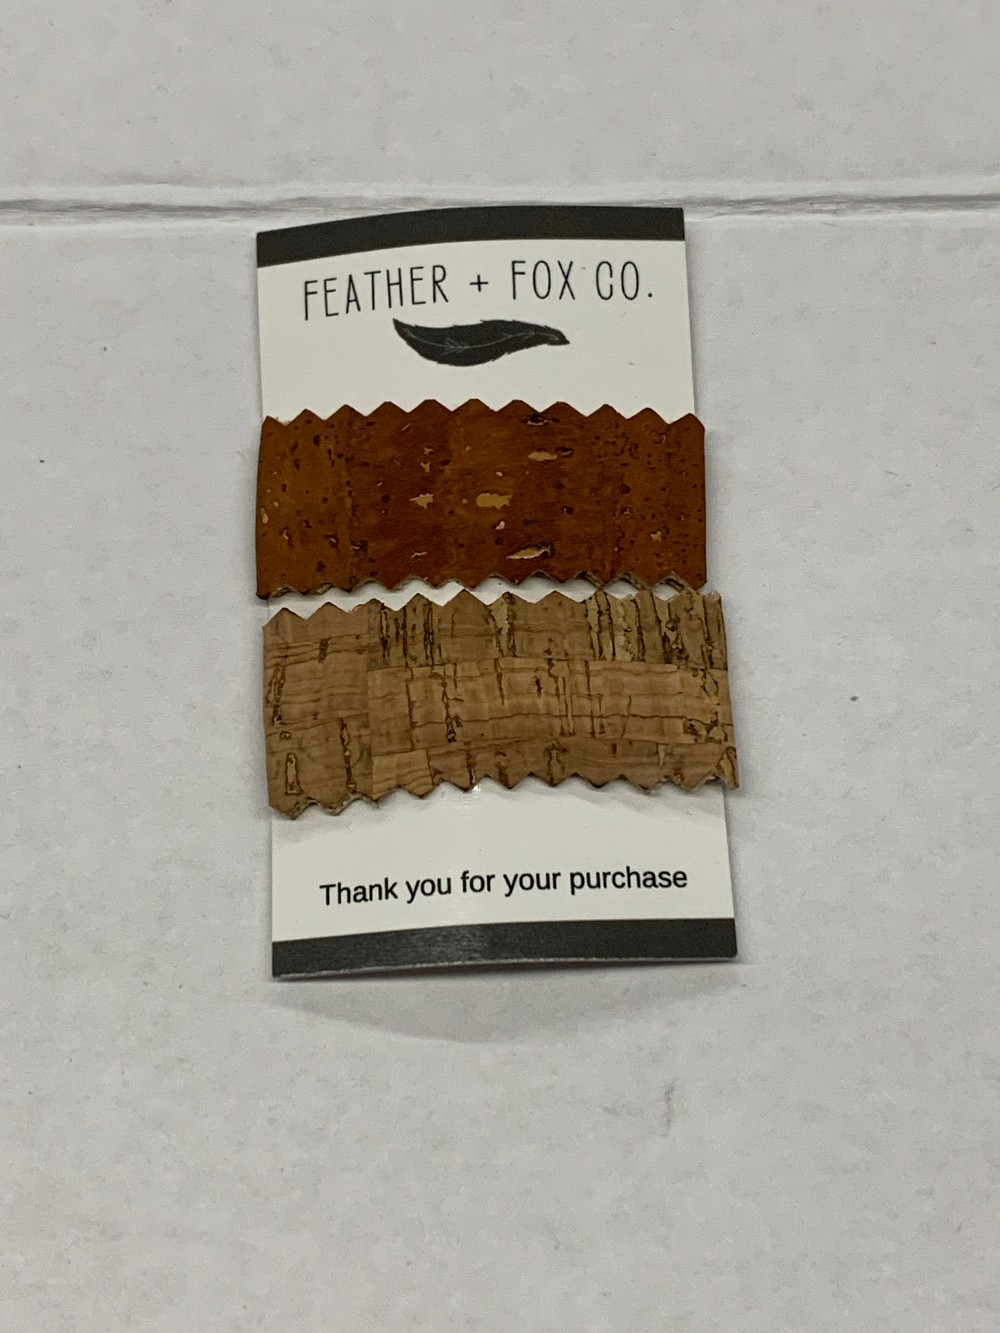 FEATHER + FOX CO.
Thank you for your purchase